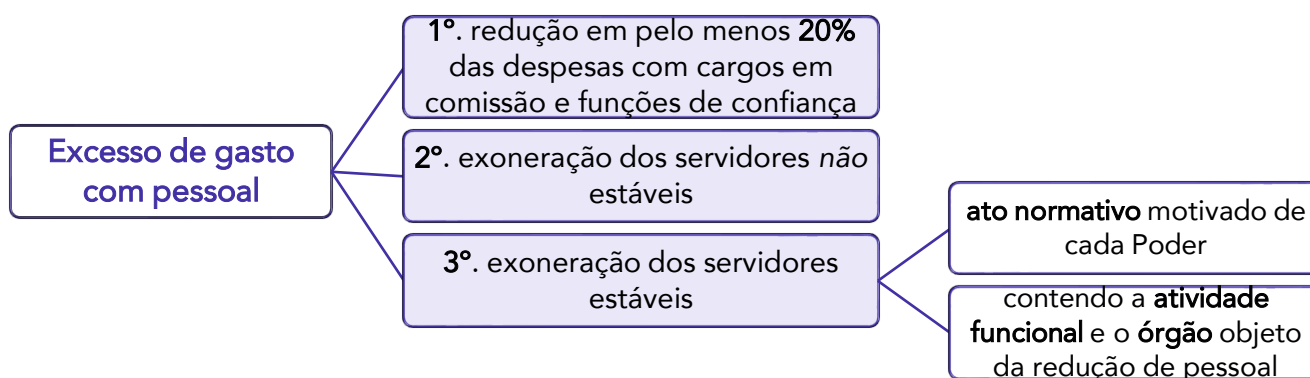 Excesso de gasto
com pessoal
1º. redução em pelo menos 20%
das despesas com cargos em
comissão e funções de confiança
2º. exoneração dos servidores não
estáveis
3º. exoneração dos servidores
estáveis
ato normativo motivado de
cada Poder
contendo a atividade
funcional e o órgão objeto
da redução de pessoal